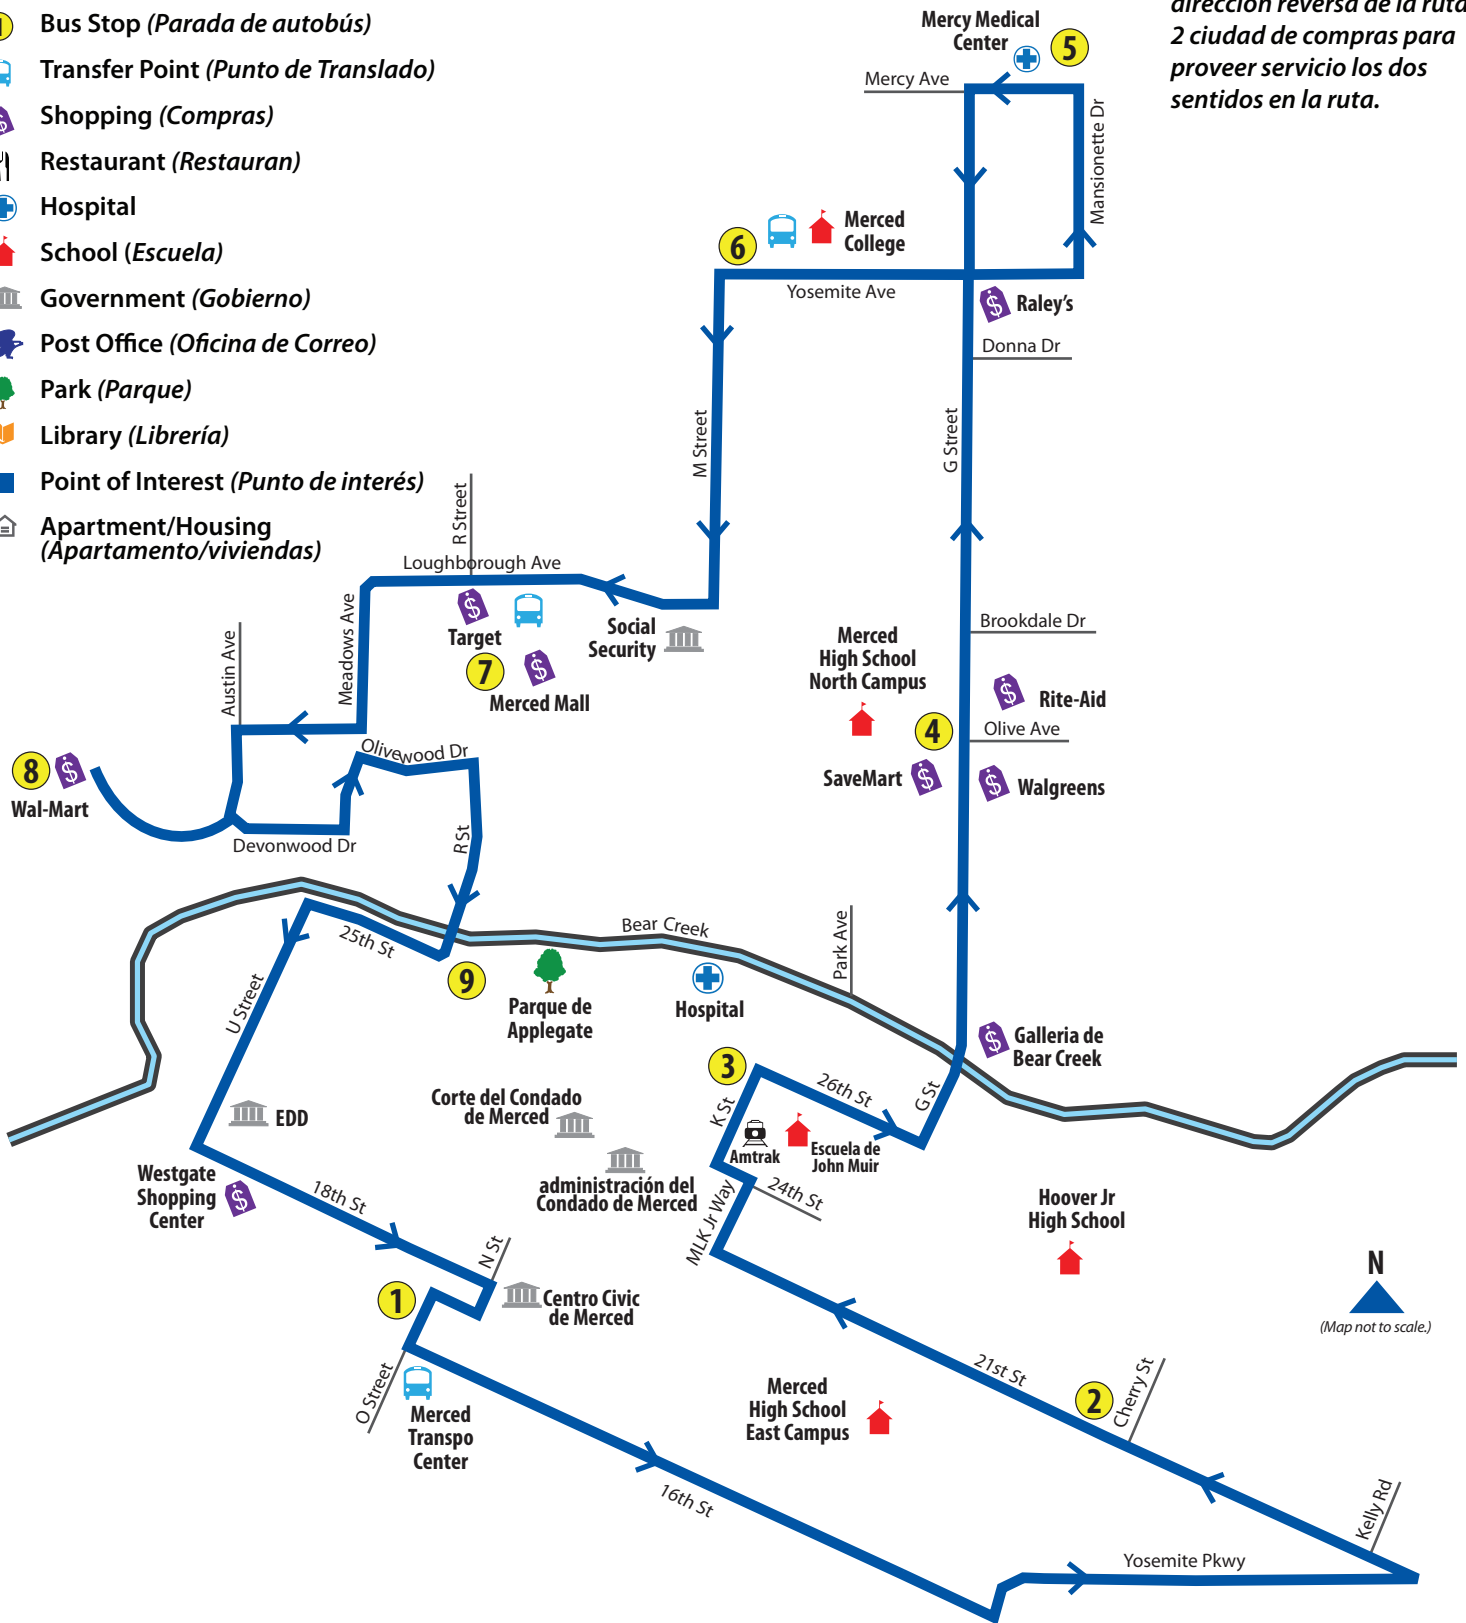 1 Bus Stop (Parada de autobús)
Transfer Point (Punto de Translado)
Shopping (Compras)
Restaurant (Restauran)
Hospital
School (Escuela)
Government (Gobierno)
Post Office (Oficina de Correo)
Park (Parque)
Library (Librería)
Point of Interest (Punto de interés)
Apartment/Housing
(Apartamento/viviendas)
dirección reversa de la ruta
2 ciudad de compras para
proveer servicio los dos
sentidos en la ruta.
Mercy Medical
Center
5
Mercy Ave
Mansionette Dr
6
Merced
College
Yosemite Ave
Raley's
Donna Dr
M Street
G Street
R Street
Loughborough Ave
Target
7
Merced Mall
Social
Security
Meadows Ave
Austin Ave
Merced
High School
North Campus
Brookdale Dr
Rite-Aid
4
Olive Ave
SaveMart
Walgreens
8
Wal-Mart
Olivewood Dr
Devonwood Dr
R St
Bear Creek
Park Ave
25th St
9
Parque de
Applegate
Hospital
U Street
Galleria de
Bear Creek
3
26th St
G St
K St
Amtrak
Escuela de
John Muir
Corte del Condado
de Merced
EDD
administración del
Condado de Merced
24th St
MLK Jr Way
Westgate
Shopping
Center
18th St
Hoover Jr
High School
N St
1
Centro Civic
de Merced
N
(Map not to scale.)
O Street
Merced
Transpo
Center
21st St
Merced
High School
East Campus
2
Cherry St
16th St
Kelly Rd
Yosemite Pkwy